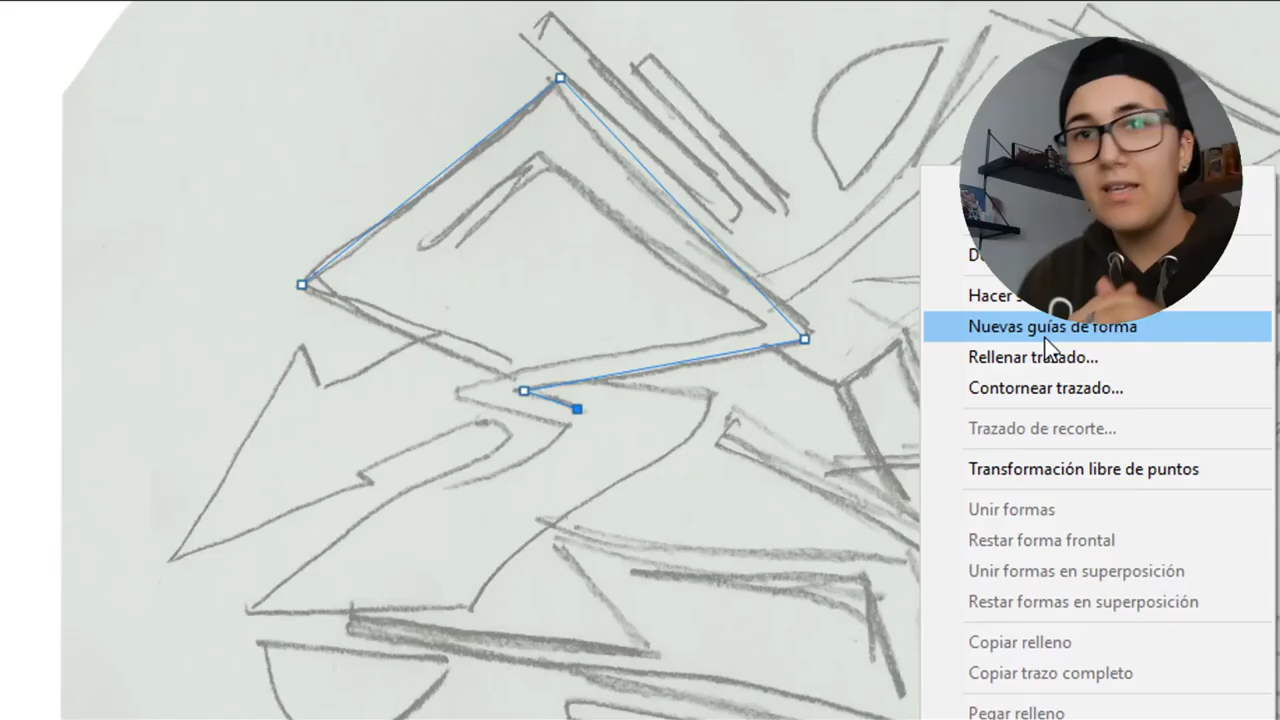 Nuevas guías de forma
Rellenar trazado...
Contornear trazado...
Trazado de recorte...
Transformación libre de puntos
Unir formas
Restar forma frontal
Unir formas en superposición
Restar formas en superposición
Copiar relleno
Copiar trazo completo
Pegar relleno